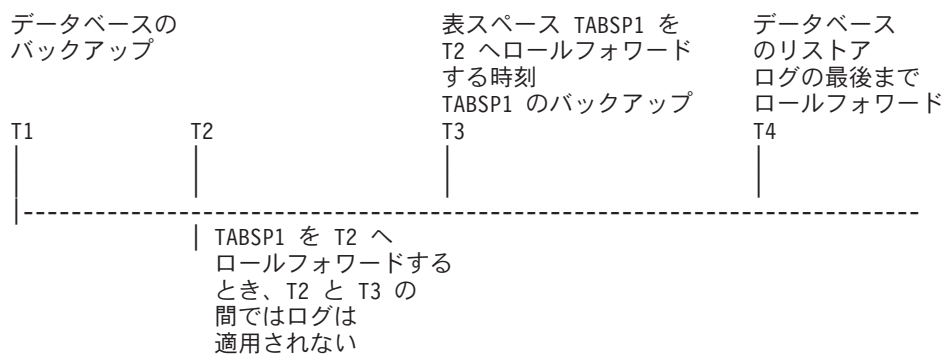 データベースの
バックアップ
表スペース TABSP1 を
T2 へロールフォワード
する時刻
TABSP1 のバックアップ
データベース
のリストア
ログの最後まで
ロールフォワード
T1
T2
T3
T4
TABSP1 を T2 へ
ロールフォワードする
とき、T2 と T3 の
間ではログは
適用されない